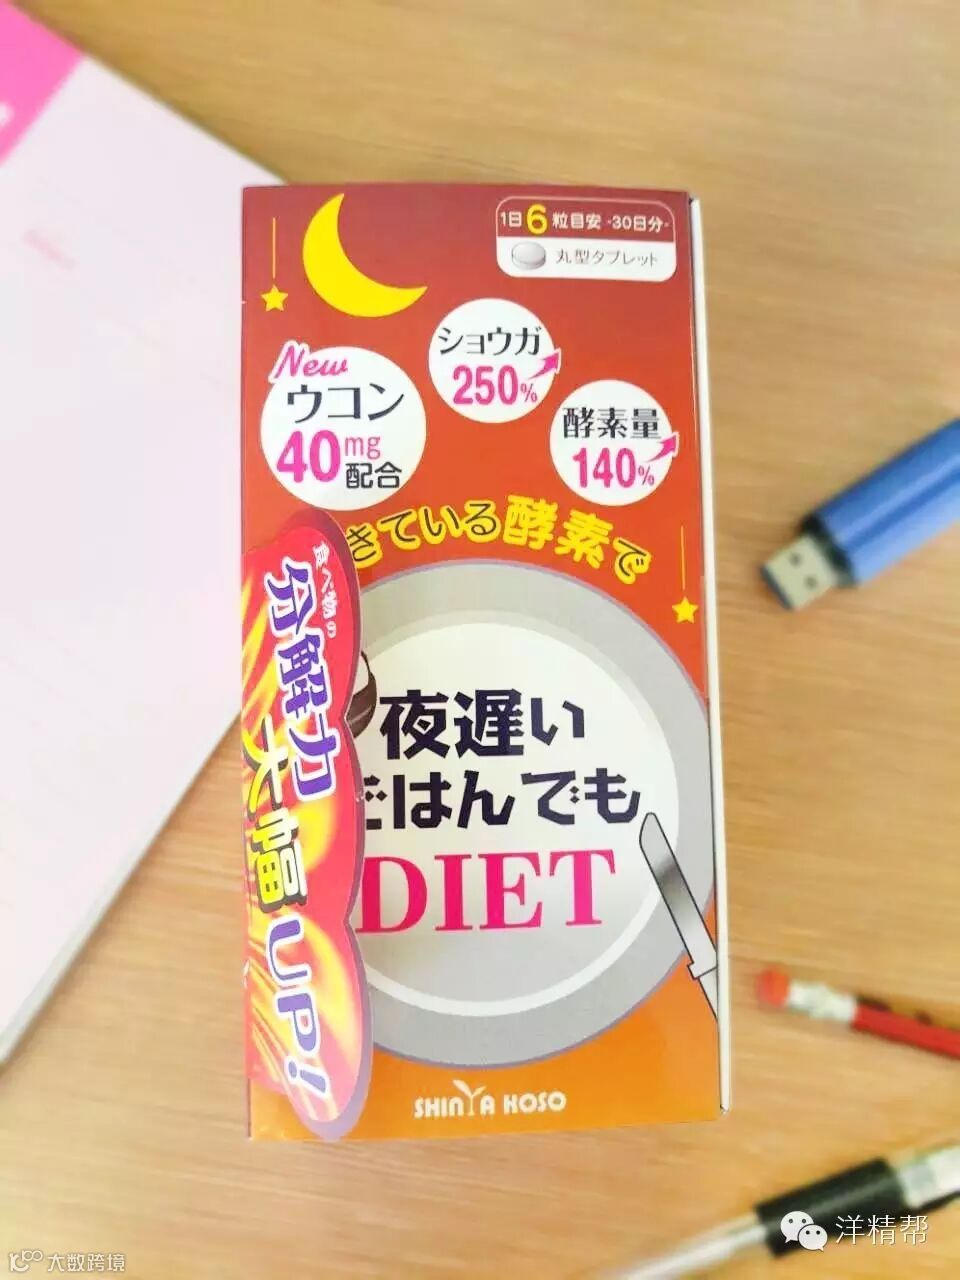 1日6粒目安 -30日分-
丸型タブレット
ショウガ
250%
New
ウコン
40mg
配合
酵素量
140%
きている酵素で
食べ物の
分解力
大幅
UP!
夜遅い
ごはんでも
DIET
SHINYA KOSO
洋精帮
大数跨境